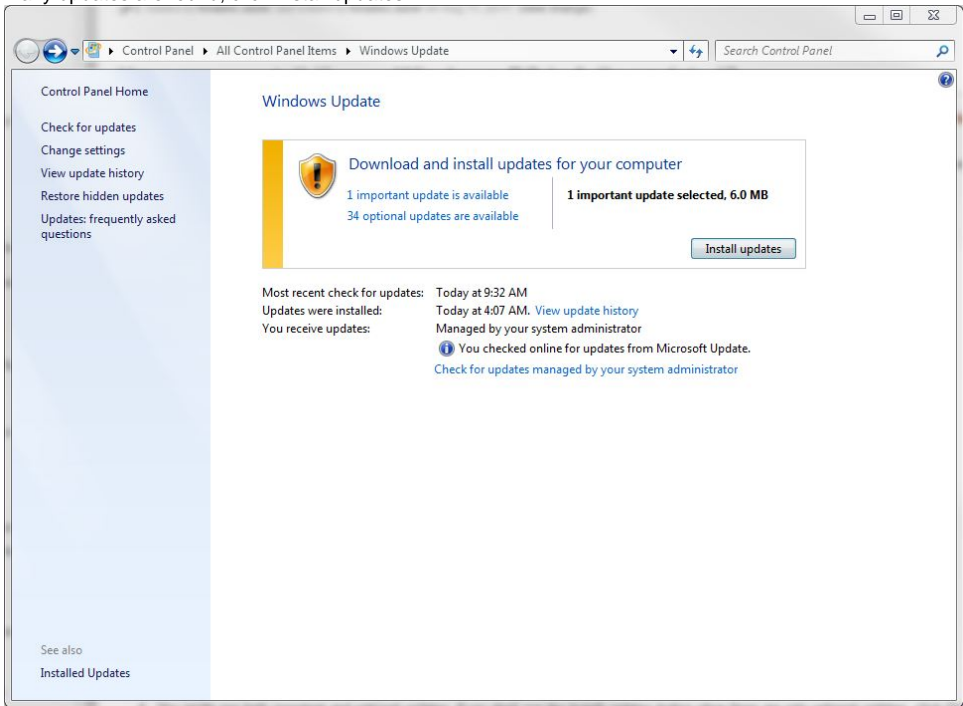 Control Panel ▸ All Control Panel Items ▸ Windows Update
Search Control Panel
Control Panel Home
Check for updates
Change settings
View update history
Restore hidden updates
Updates: frequently asked
questions
See also
Installed Updates
Windows Update
Download and install updates for your computer
1 important update is available
34 optional updates are available
1 important update selected, 6.0 MB
Install updates
Most recent check for updates: Today at 9:32 AM
Updates were installed: Today at 4:07 AM. View update history
You receive updates: Managed by your system administrator
You checked online for updates from Microsoft Update.
Check for updates managed by your system administrator